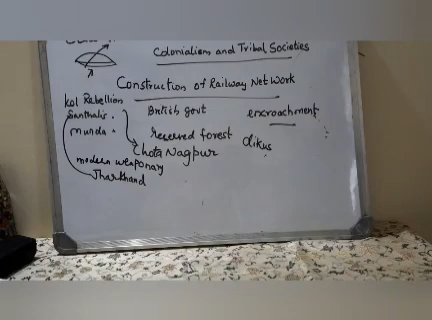 Colonialism and Tribal Societies
Construction of Railway Net Work
Kol Rebellion
British govt
encroachment
Santhals.
Munda.
reserved forest
Chota Nagpur
dikus
modern weaponary
Jharkhand